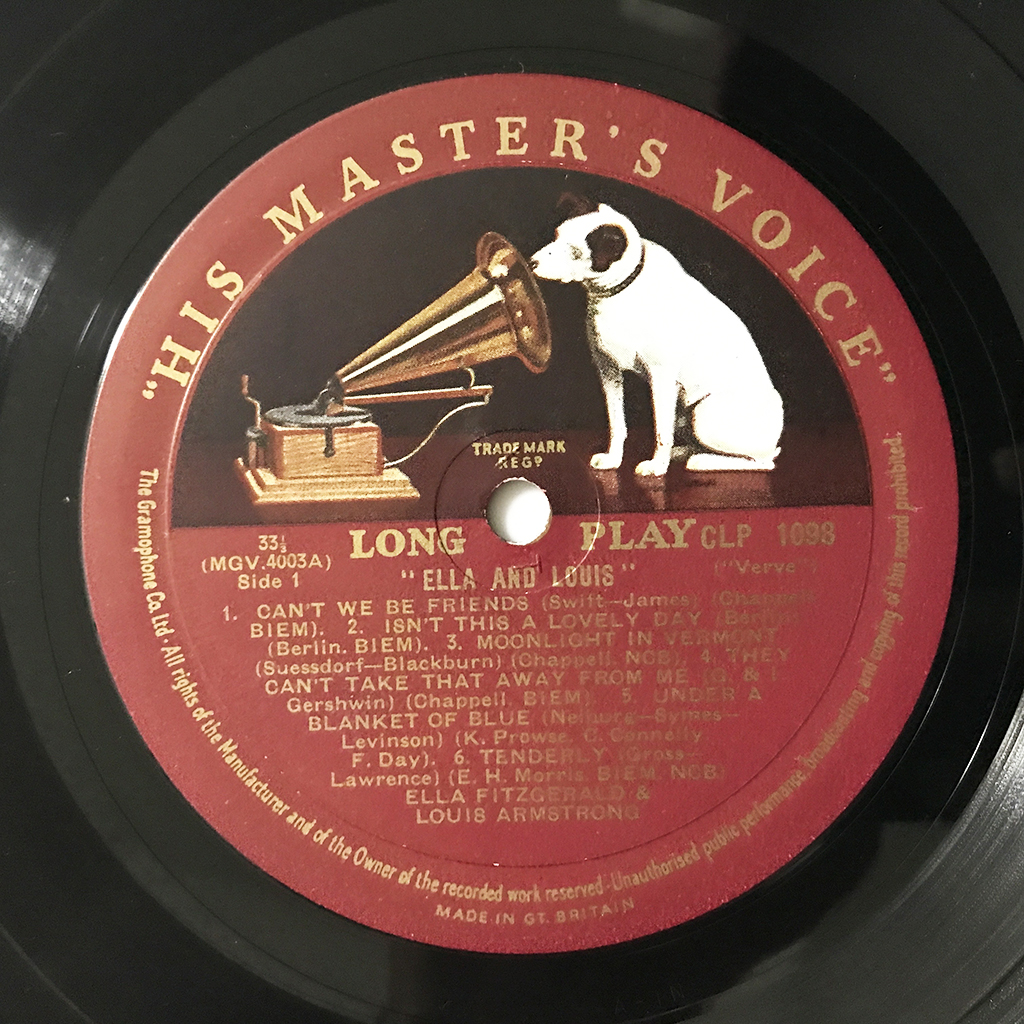 "HIS MASTER'S VOICE"
TRADE MARK
REGD
LONG PLAY CLP 1098
33⅓
(MGV.4003A)
Side 1
"ELLA AND LOUIS" ("Verve")
1. CAN'T WE BE FRIENDS (Swift—James) (Chappell
BIEM). 2. ISN'T THIS A LOVELY DAY (Berlin)
(Berlin. BIEM). 3. MOONLIGHT IN VERMONT
(Suessdorf—Blackburn) (Chappell. NCB). 4. THEY
CAN'T TAKE THAT AWAY FROM ME (G. & I.
Gershwin) (Chappell. BIEM). 5. UNDER A
BLANKET OF BLUE (Neiburg—Symes—
Levinson) (K. Prowse. C. Connelly
F. Day). 6. TENDERLY (Gross—
Lawrence) (E. H. Morris. BIEM. NCB)
ELLA FITZGERALD &
LOUIS ARMSTRONG
The Gramophone Co. Ltd · All rights of the Manufacturer and of the Owner of the recorded work reserved · Unauthorised public performance, broadcasting and copying of this record prohibited.
MADE IN GT. BRITAIN